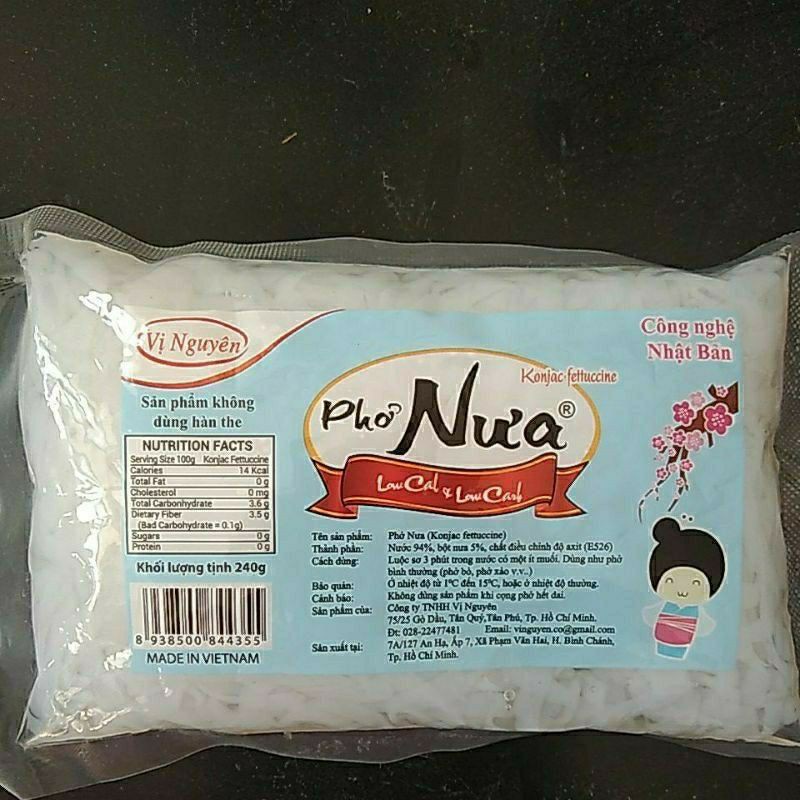 Vị Nguyên
Sản phẩm không
dùng hàn the
NUTRITION FACTS
Serving Size 100g Konjac Fettuccine
Calories 14 Kcal
Total Fat 0 g
Cholesterol 0 mg
Total Carbonhydrate 3.6 g
Dietary Fiber 3.5 g
(Bad Carbohydrate = 0.1g)
Sugars 0 g
Protein 0 g
Khối lượng tịnh 240g
8 938500 844355
MADE IN VIETNAM
Konjac fettuccine
Phở Nưa®
Low Cal & Low Carb
Công nghệ
Nhật Bản
Tên sản phẩm: Phở Nưa (Konjac fettuccine)
Thành phần: Nước 94%, bột nưa 5%, chất điều chỉnh độ axit (E526)
Cách dùng: Luộc sơ 3 phút trong nước có một ít muối. Dùng như phở
bình thường (phở bò, phở xào v.v..)
Bảo quản: Ở nhiệt độ từ 1°C đến 15°C, hoặc ở nhiệt độ thường.
Cảnh báo: Không dùng sản phẩm khi cọng phở hết dai.
Sản phẩm của: Công ty TNHH Vị Nguyên
75/25 Gò Dầu, Tân Quý, Tân Phú, Tp. Hồ Chí Minh.
Đt: 028-22477481 Email: vinguyen.co@gmail.com
Sản xuất tại: 7A/127 An Hạ, Ấp 7, Xã Phạm Văn Hai, H. Bình Chánh,
Tp. Hồ Chí Minh.